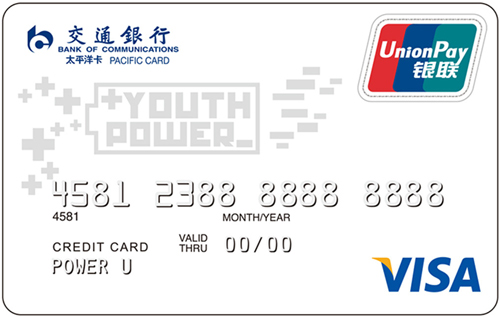 交通銀行
BANK OF COMMUNICATIONS
太平洋卡 PACIFIC CARD
UnionPay
银联
+YOUTH
POWER_
4581 2388 8888 8888
4581
MONTH/YEAR
CREDIT CARD VALID THRU 00/00
POWER U
VISA